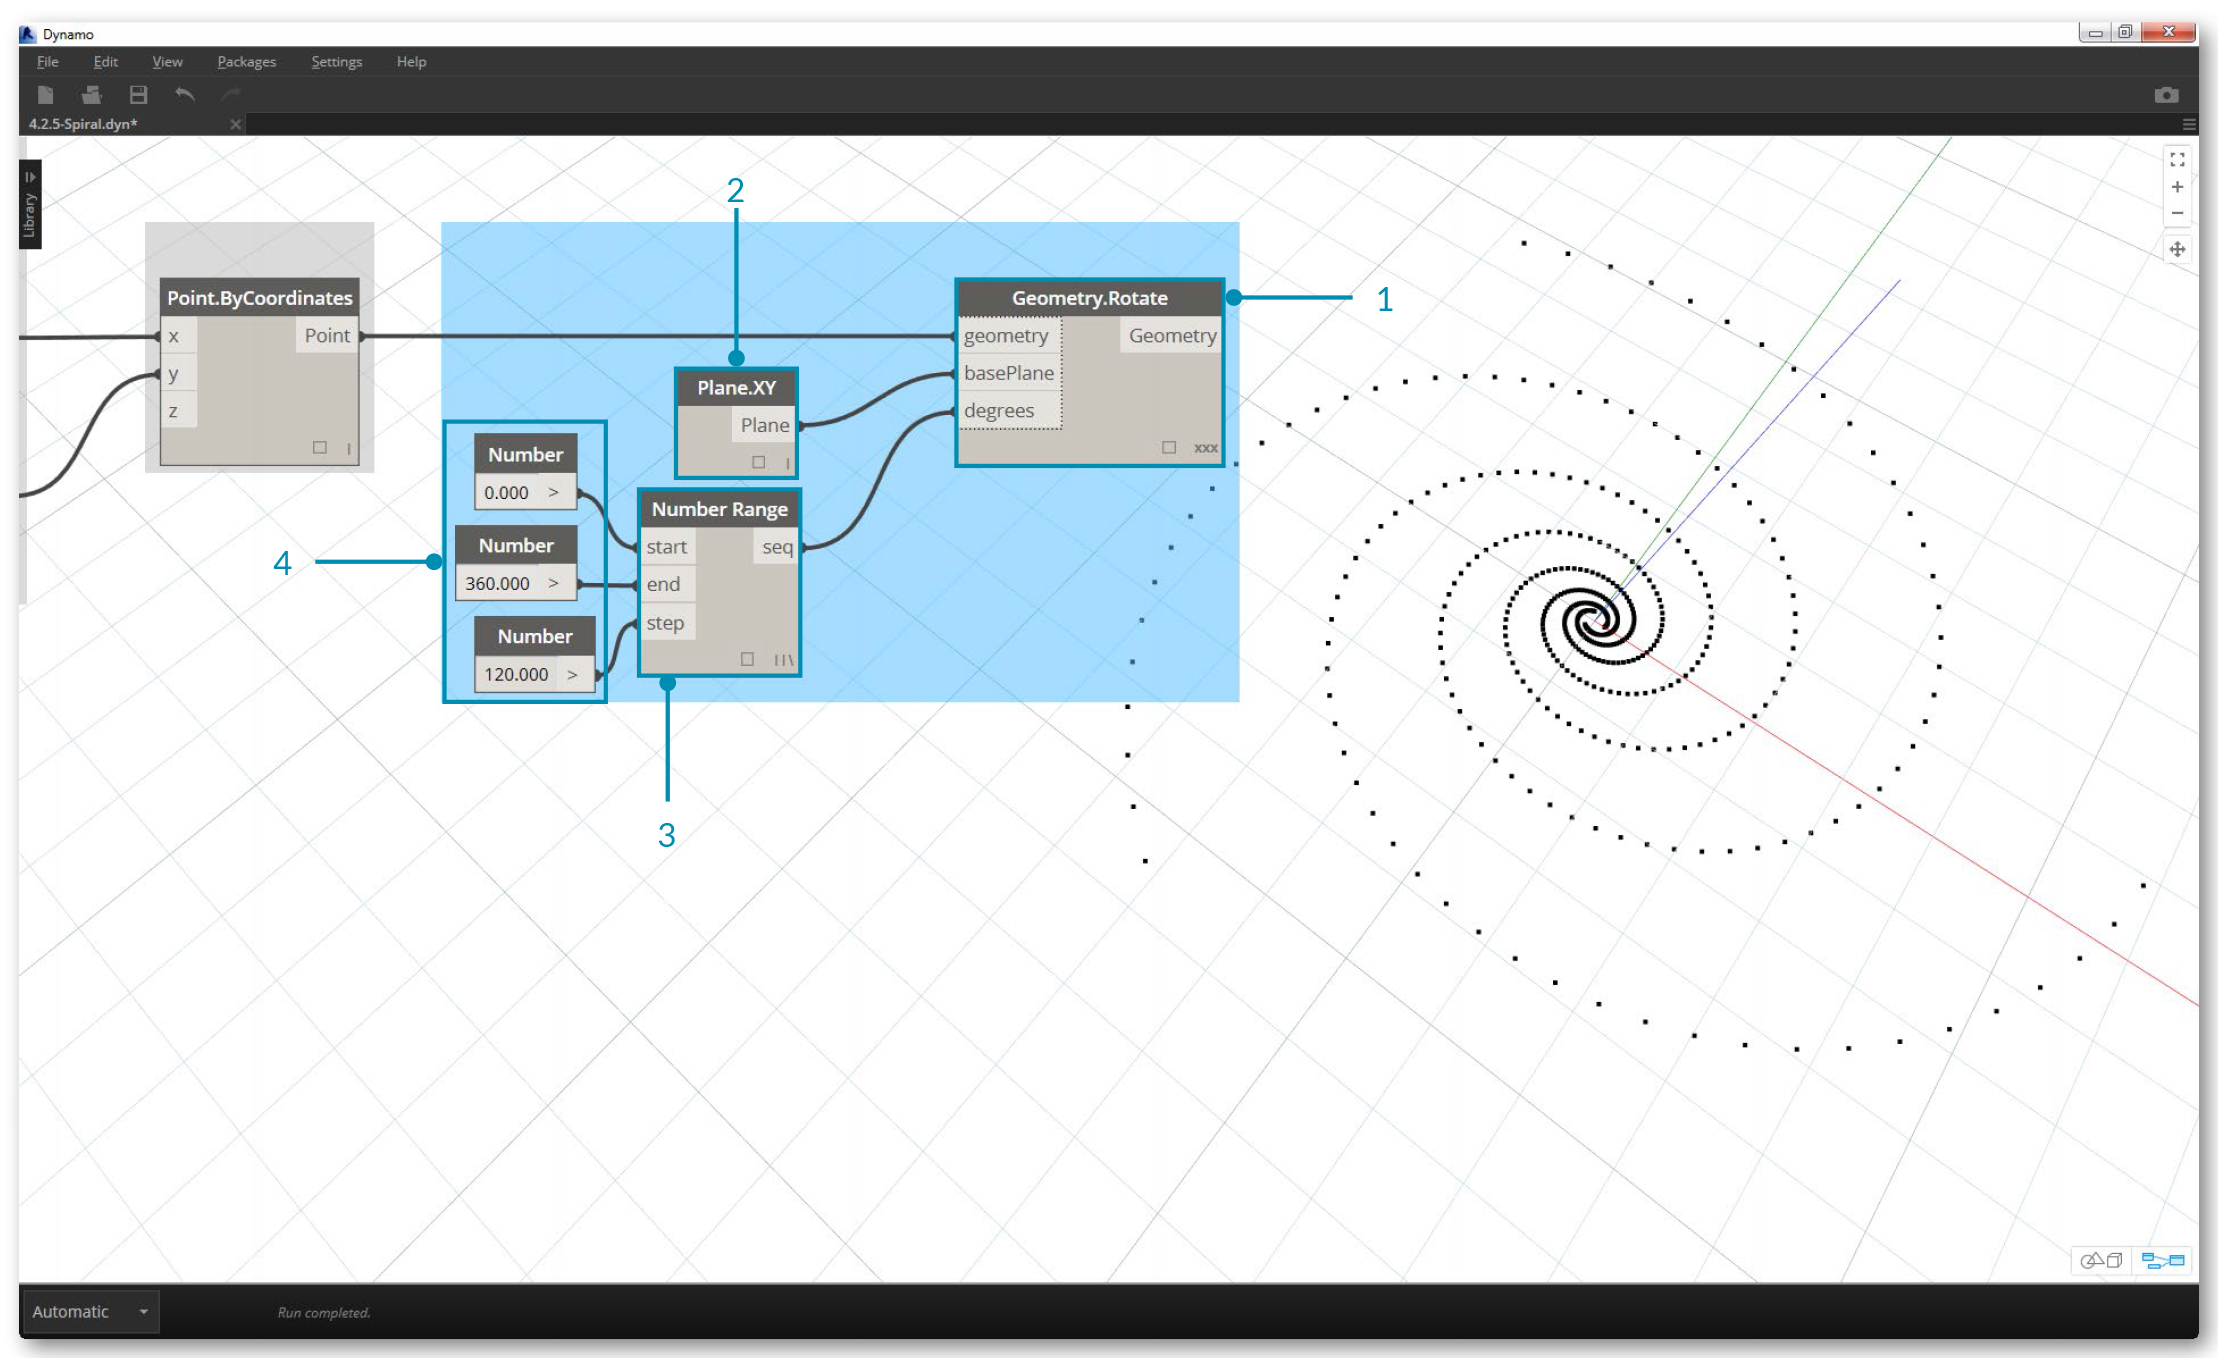 Dynamo
File Edit View Packages Settings Help
4.2.5-Spiral.dyn*
Library
2
Point.ByCoordinates
x Point
y
z
Geometry.Rotate
geometry Geometry
basePlane
degrees
xxx
1
Plane.XY
Plane
Number
0.000 >
Number
360.000 >
Number
120.000 >
4
Number Range
start seq
end
step
3
Automatic
Run completed.